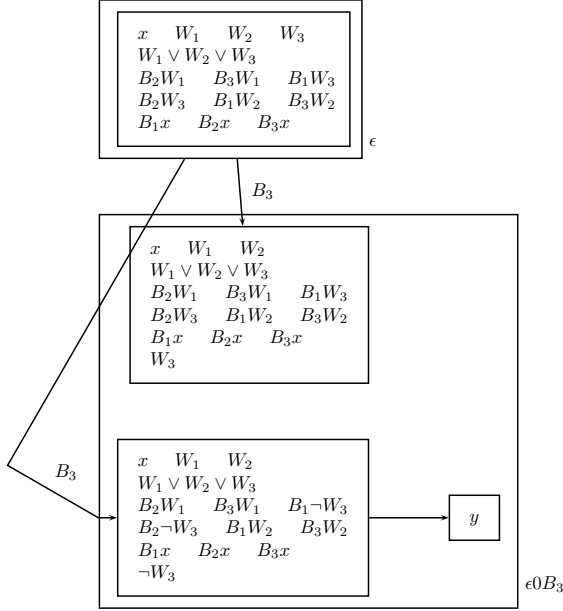 x W₁ W₂ W₃
W₁ ∨ W₂ ∨ W₃
B₂W₁ B₃W₁ B₁W₃
B₂W₃ B₁W₂ B₃W₂
B₁x B₂x B₃x
ϵ
B₃
x W₁ W₂
W₁ ∨ W₂ ∨ W₃
B₂W₁ B₃W₁ B₁W₃
B₂W₃ B₁W₂ B₃W₂
B₁x B₂x B₃x
W₃
B₃
x W₁ W₂
W₁ ∨ W₂ ∨ W₃
B₂W₁ B₃W₁ B₁¬W₃
B₂¬W₃ B₁W₂ B₃W₂
B₁x B₂x B₃x
¬W₃
y
ϵ0B₃